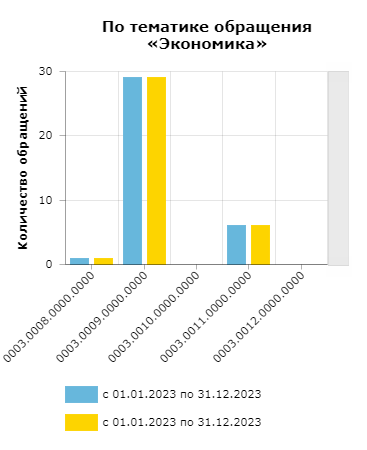 По тематике обращения
«Экономика»
Количество обращений
30
20
10
0
0003.0008.0000.0000
0003.0009.0000.0000
0003.0010.0000.0000
0003.0011.0000.0000
0003.0012.0000.0000
с 01.01.2023 по 31.12.2023
с 01.01.2023 по 31.12.2023